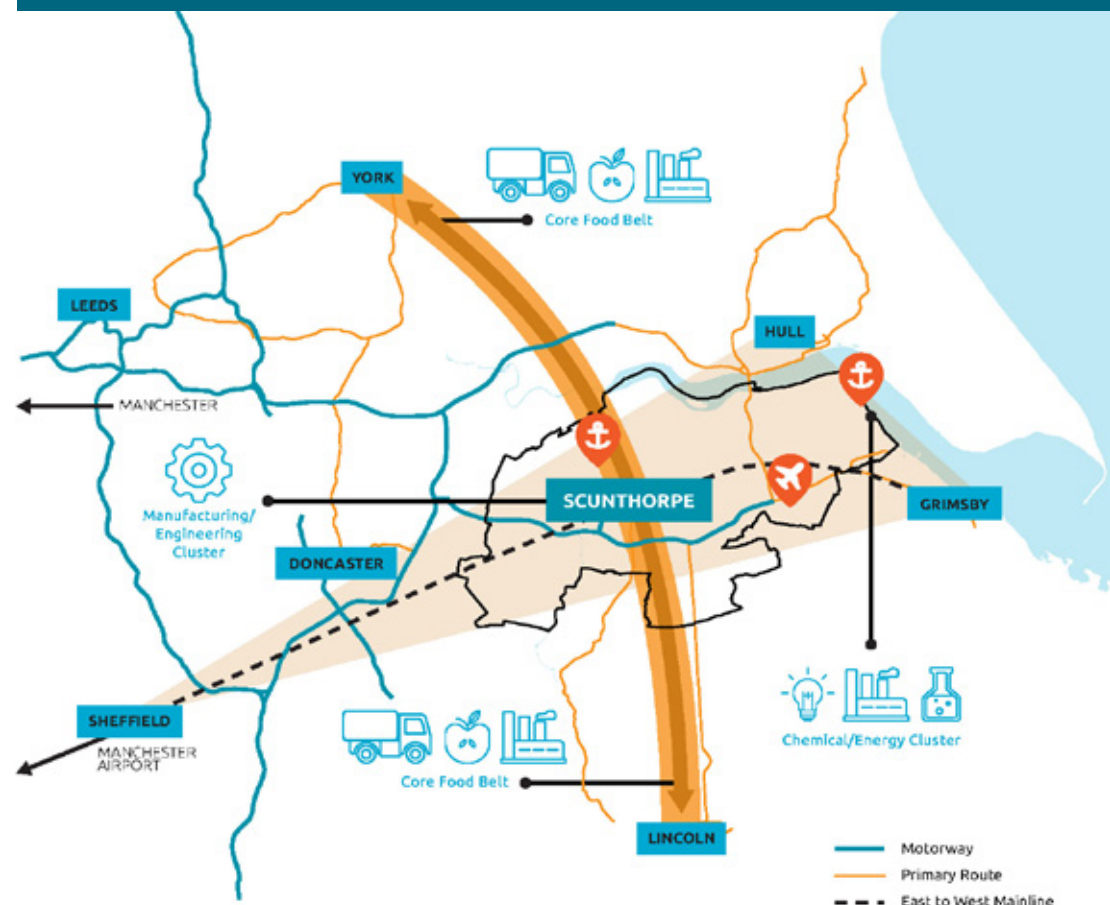 YORK
Core Food Belt
LEEDS
HULL
MANCHESTER
SCUNTHORPE
GRIMSBY
Manufacturing/
Engineering
Cluster
DONCASTER
SHEFFIELD
MANCHESTER
AIRPORT
Chemical/Energy Cluster
Core Food Belt
LINCOLN
Motorway
Primary Route
East to West Mainline